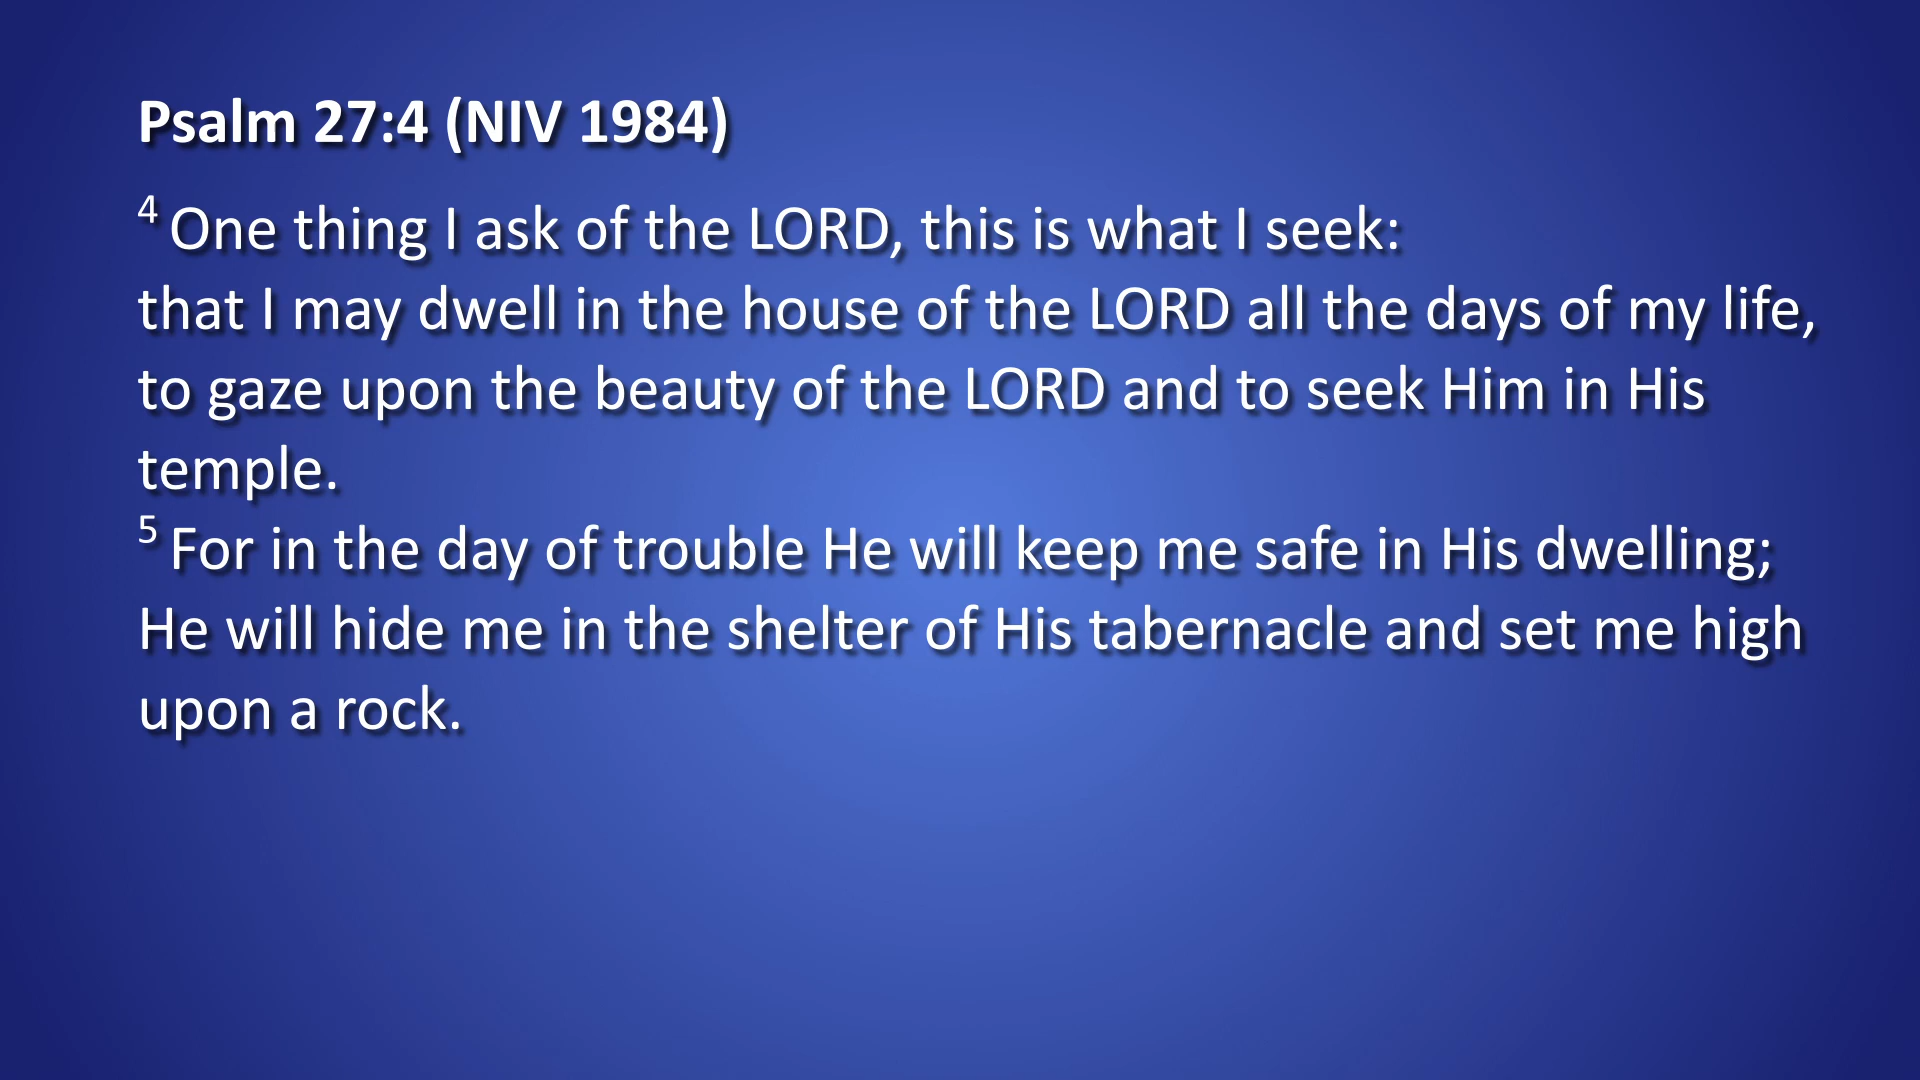 Psalm 27:4 (NIV 1984)
4 One thing I ask of the LORD, this is what I seek:
that I may dwell in the house of the LORD all the days of my life,
to gaze upon the beauty of the LORD and to seek Him in His
temple.
5 For in the day of trouble He will keep me safe in His dwelling;
He will hide me in the shelter of His tabernacle and set me high
upon a rock.